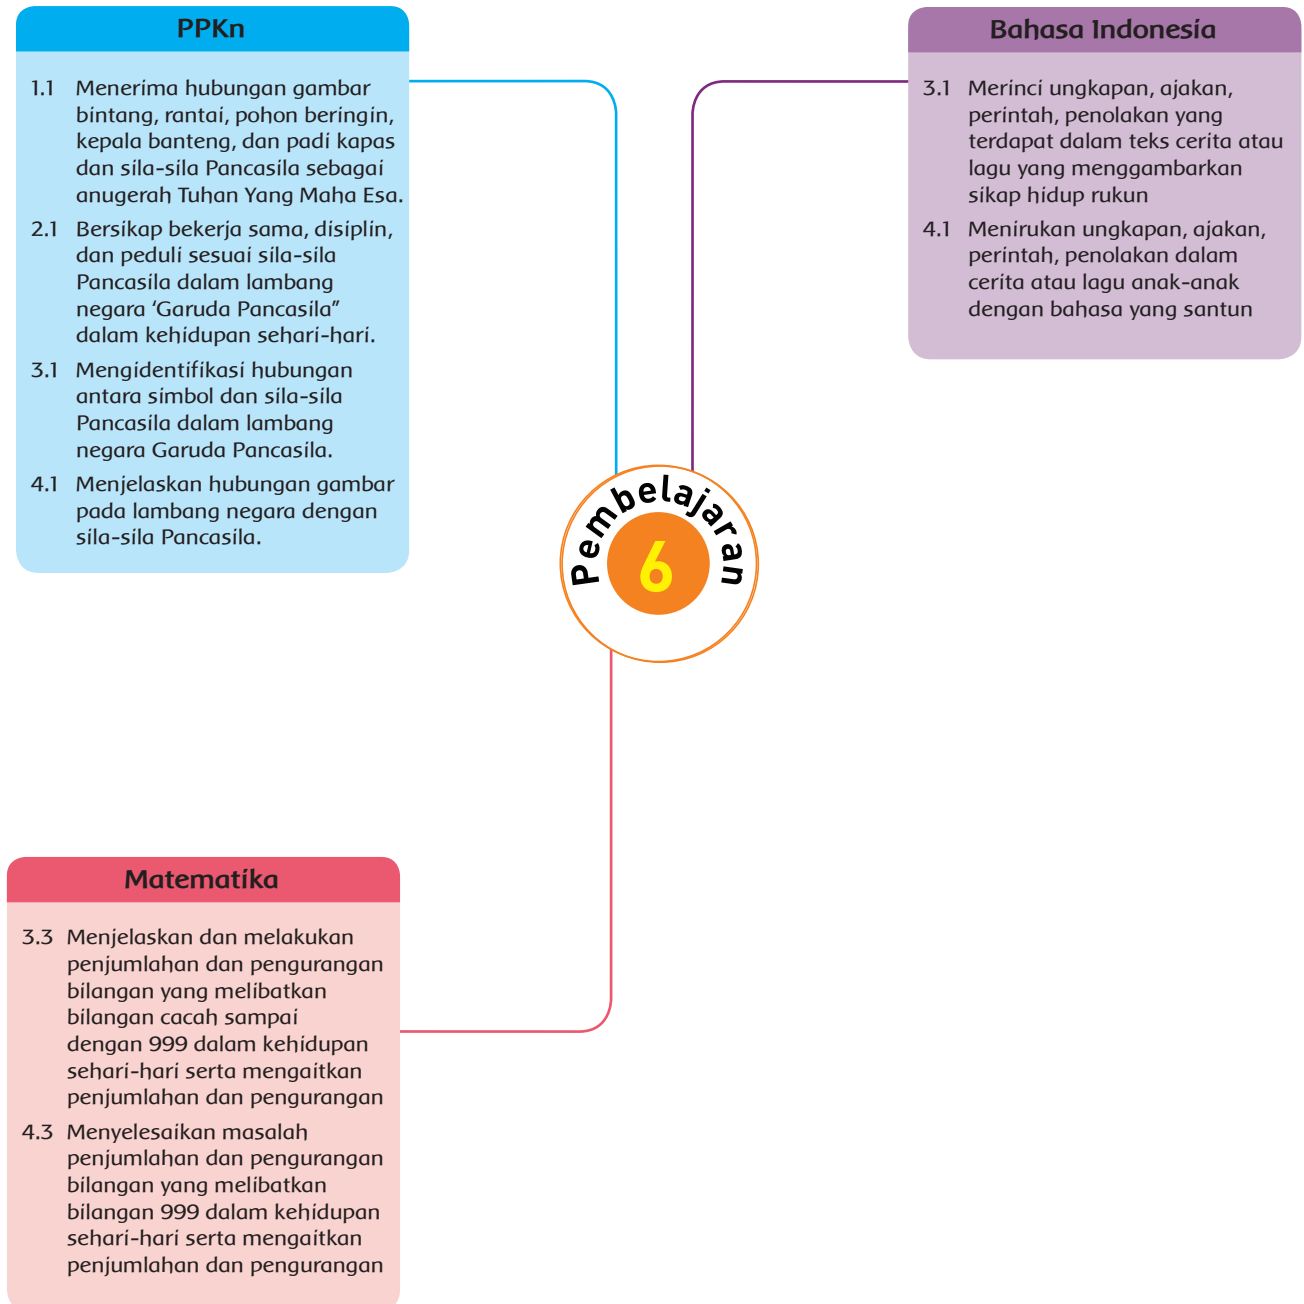 PPKn
1.1 Menerima hubungan gambar
bintang, rantai, pohon beringin,
kepala banteng, dan padi kapas
dan sila-sila Pancasila sebagai
anugerah Tuhan Yang Maha Esa.
2.1 Bersikap bekerja sama, disiplin,
dan peduli sesuai sila-sila
Pancasila dalam lambang
negara ‘Garuda Pancasila”
dalam kehidupan sehari-hari.
3.1 Mengidentifikasi hubungan
antara simbol dan sila-sila
Pancasila dalam lambang
negara Garuda Pancasila.
4.1 Menjelaskan hubungan gambar
pada lambang negara dengan
sila-sila Pancasila.
Bahasa Indonesia
3.1 Merinci ungkapan, ajakan,
perintah, penolakan yang
terdapat dalam teks cerita atau
lagu yang menggambarkan
sikap hidup rukun
4.1 Menirukan ungkapan, ajakan,
perintah, penolakan dalam
cerita atau lagu anak-anak
dengan bahasa yang santun
Pembelajaran
6
Matematika
3.3 Menjelaskan dan melakukan
penjumlahan dan pengurangan
bilangan yang melibatkan
bilangan cacah sampai
dengan 999 dalam kehidupan
sehari-hari serta mengaitkan
penjumlahan dan pengurangan
4.3 Menyelesaikan masalah
penjumlahan dan pengurangan
bilangan yang melibatkan
bilangan 999 dalam kehidupan
sehari-hari serta mengaitkan
penjumlahan dan pengurangan